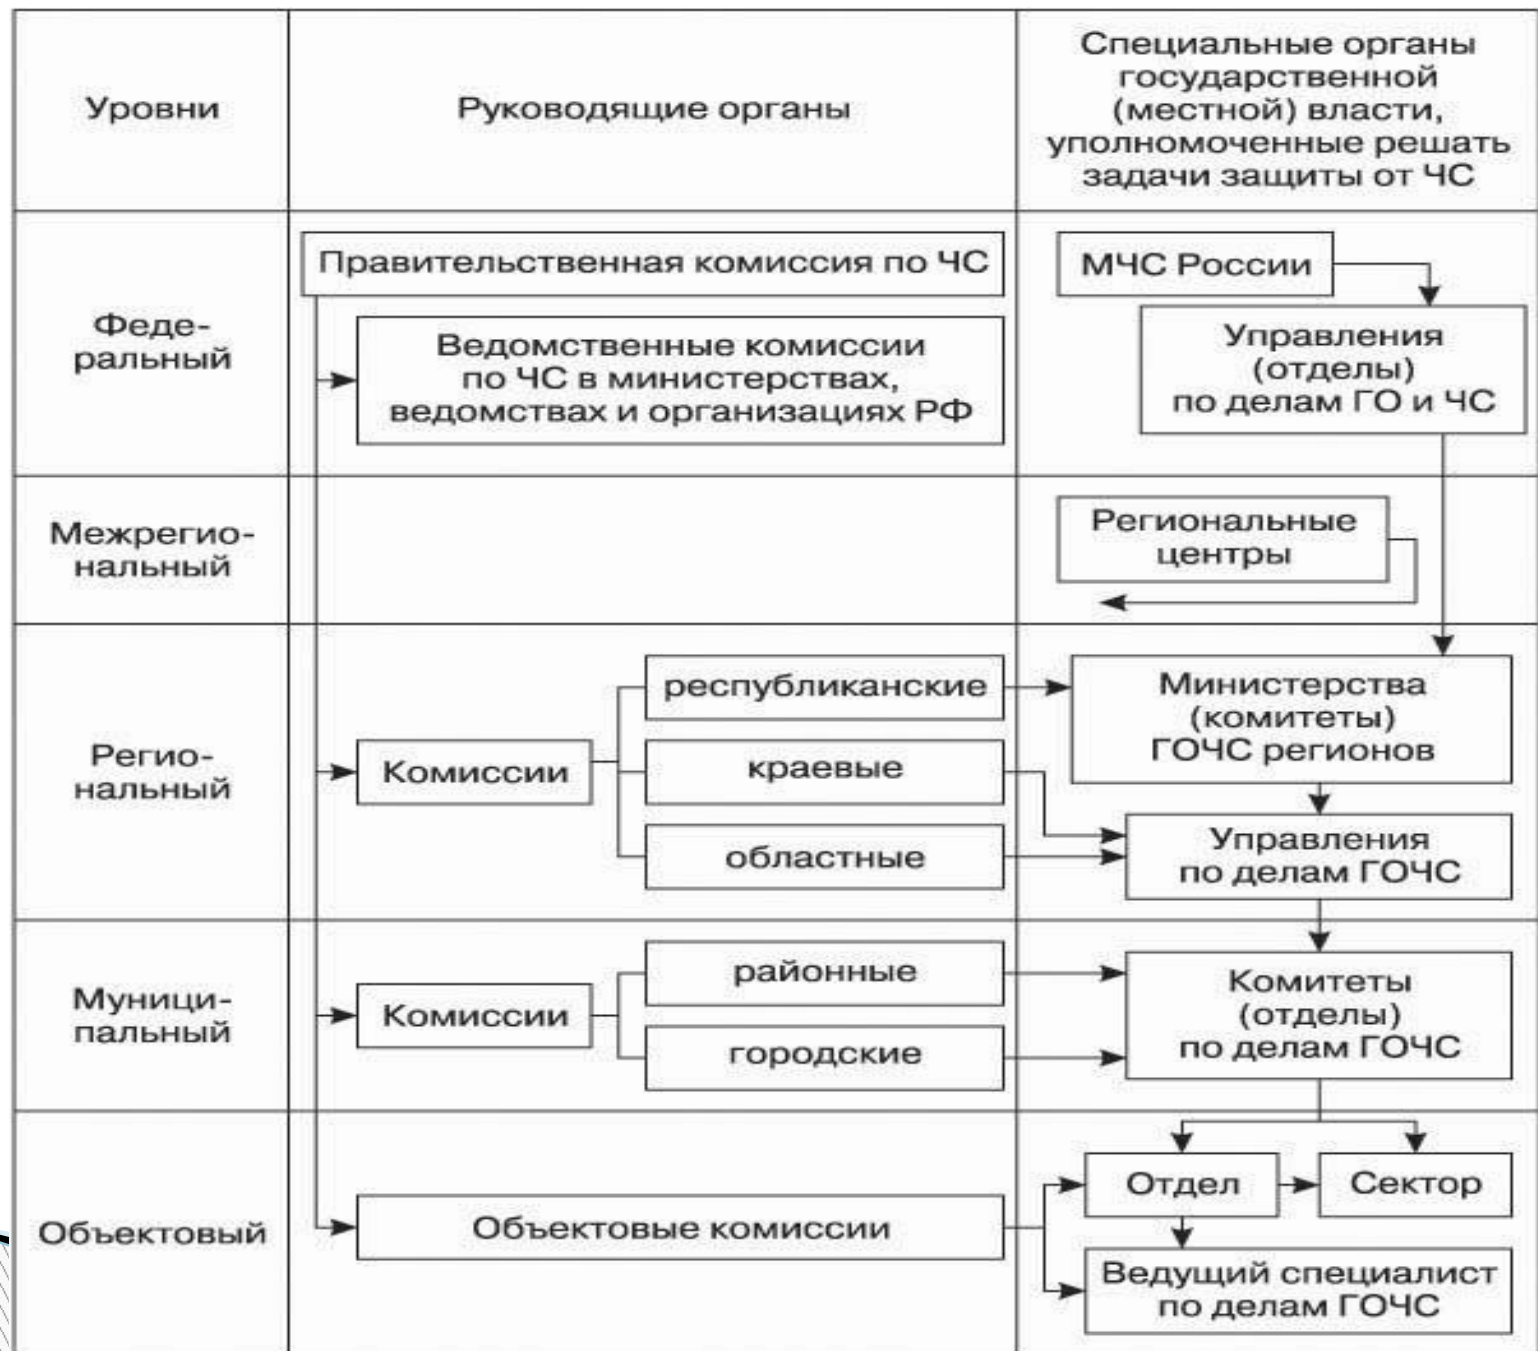 Уровни
Руководящие органы
Специальные органы
государственной
(местной) власти,
уполномоченные решать
задачи защиты от ЧС
Феде-
ральный
Правительственная комиссия по ЧС
Ведомственные комиссии
по ЧС в министерствах,
ведомствах и организациях РФ
МЧС России
Управления
(отделы)
по делам ГО и ЧС
Межрегио-
нальный
Региональные
центры
Регио-
нальный
Комиссии
республиканские
краевые
областные
Министерства
(комитеты)
ГОЧС регионов
Управления
по делам ГОЧС
Муници-
пальный
Комиссии
районные
городские
Комитеты
(отделы)
по делам ГОЧС
Объектовый
Объектовые комиссии
Отдел
Сектор
Ведущий специалист
по делам ГОЧС